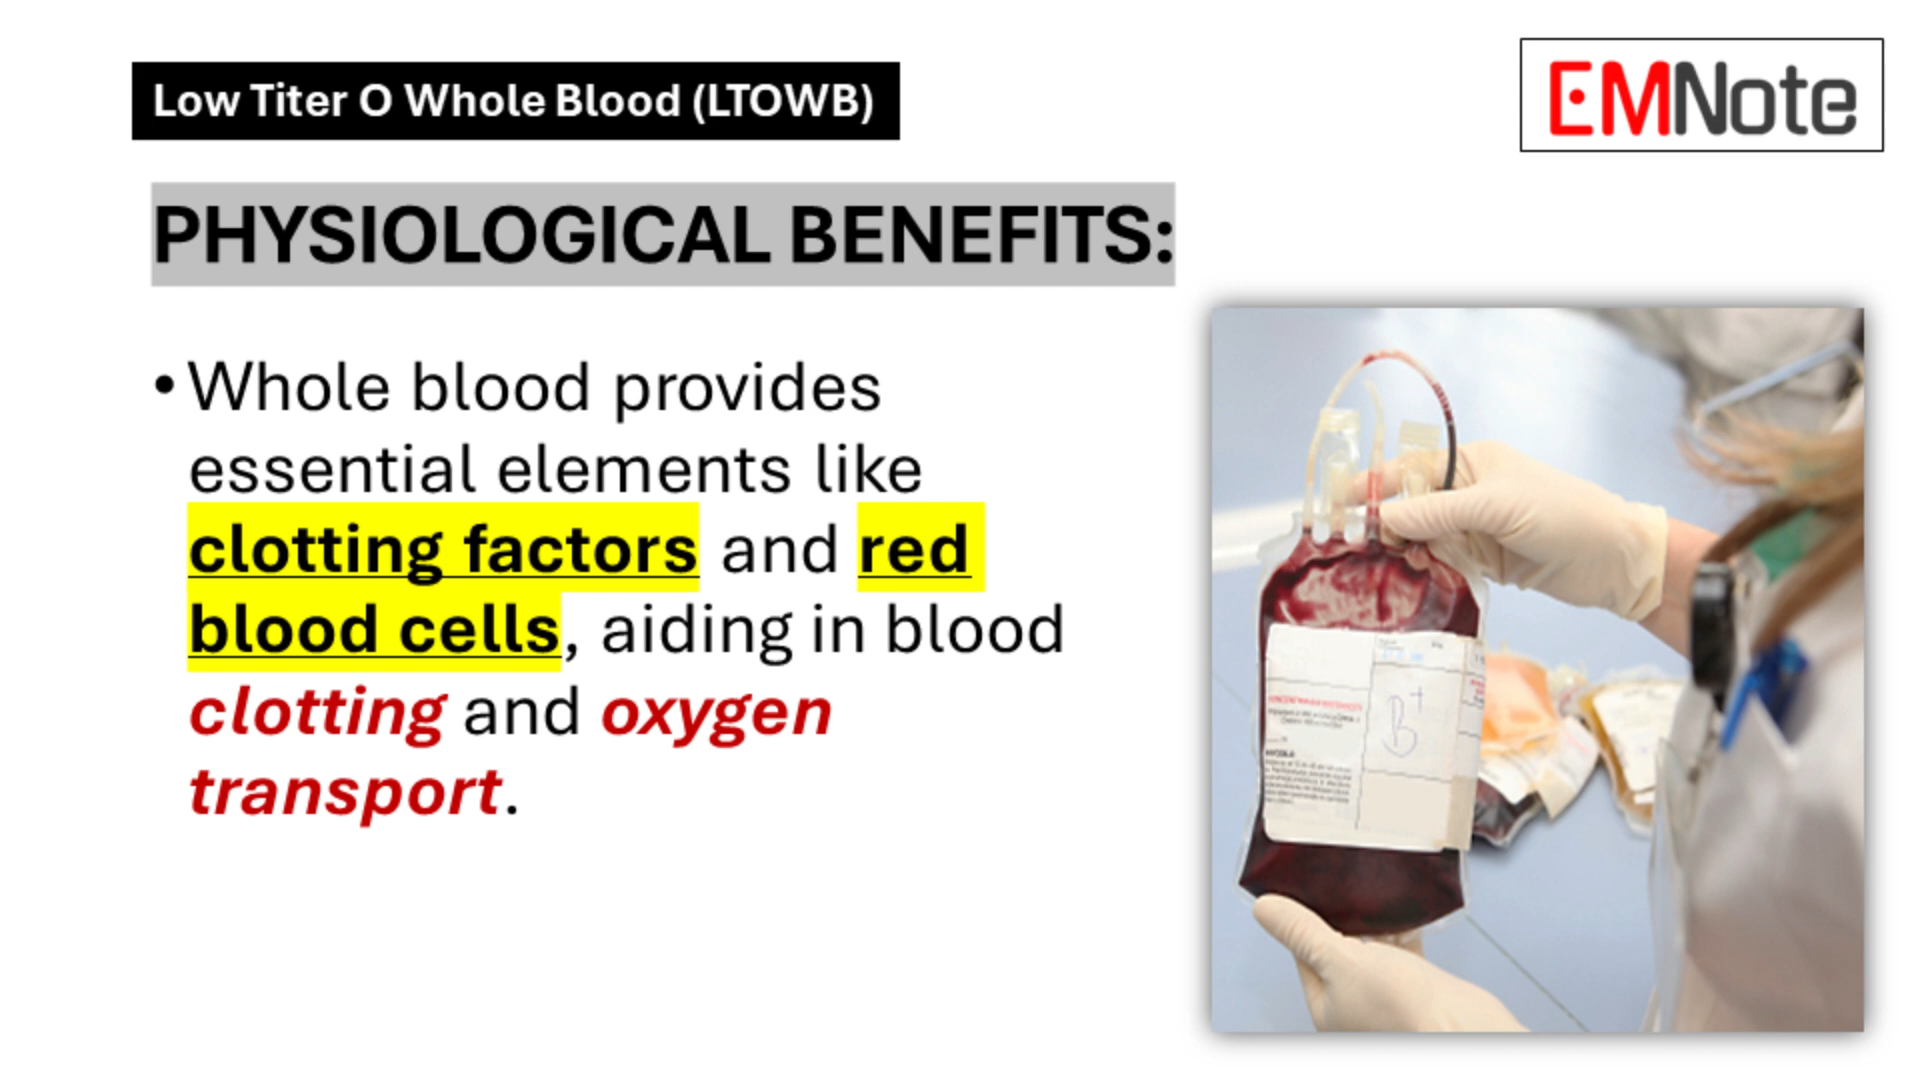 Low Titer O Whole Blood (LTOWB)
EMNote
PHYSIOLOGICAL BENEFITS:
• Whole blood provides
essential elements like
clotting factors and red
blood cells, aiding in blood
clotting and oxygen
transport.
B+